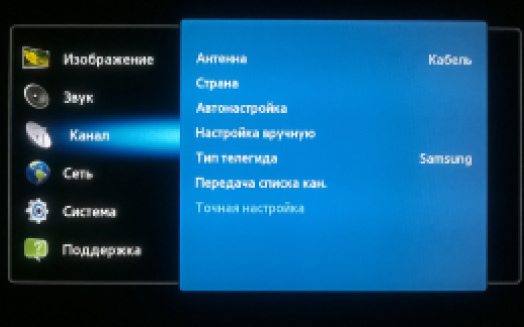 Изображение
Звук
Канал
Сеть
Система
Поддержка
Антенна Кабель
Страна
Автонастройка
Настройка вручную
Тип телегида Samsung
Передача списка кан.
Точная настройка